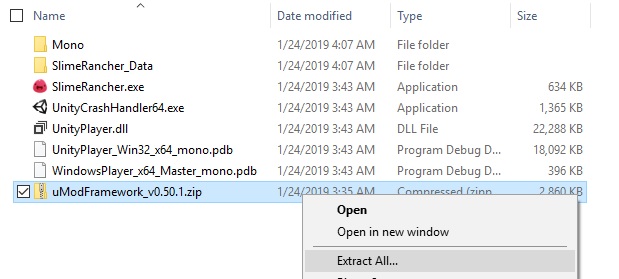 Name Date modified Type Size
Mono 1/24/2019 4:07 AM File folder
SlimeRancher_Data 1/24/2019 4:07 AM File folder
SlimeRancher.exe 1/24/2019 3:43 AM Application 634 KB
UnityCrashHandler64.exe 1/24/2019 3:43 AM Application 1,365 KB
UnityPlayer.dll 1/24/2019 3:43 AM DLL File 22,288 KB
UnityPlayer_Win32_x64_mono.pdb 1/24/2019 3:43 AM Program Debug D... 18,092 KB
WindowsPlayer_x64_Master_mono.pdb 1/24/2019 3:43 AM Program Debug D... 396 KB
uModFramework_v0.50.1.zip 1/24/2019 3:35 AM Compressed (zipp... 2,860 KB
Open
Open in new window
Extract All...